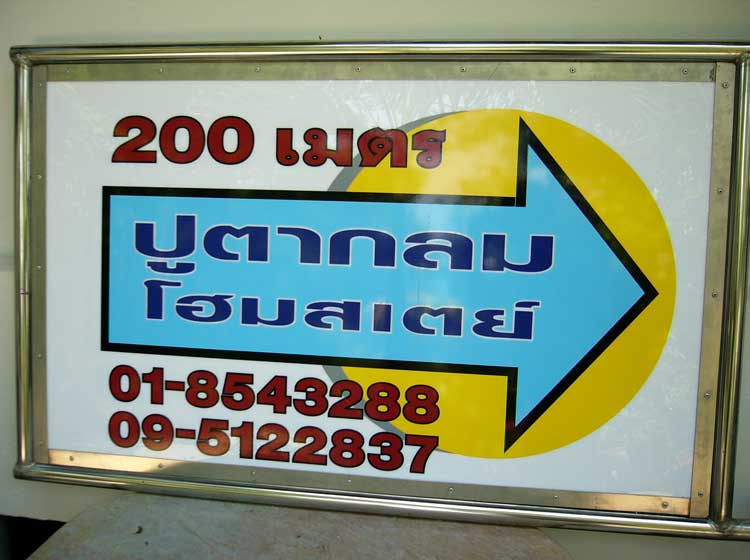 200 เมตร
ปูตากลม
โฮมสเตย์
01-8543288
09-5122837